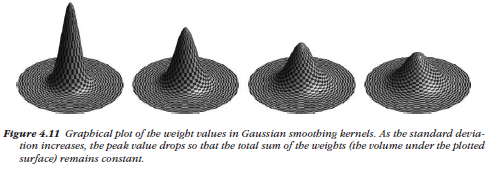 Figure 4.11 Graphical plot of the weight values in Gaussian smoothing kernels. As the standard devia-
tion increases, the peak value drops so that the total sum of the weights (the volume under the plotted
surface) remains constant.